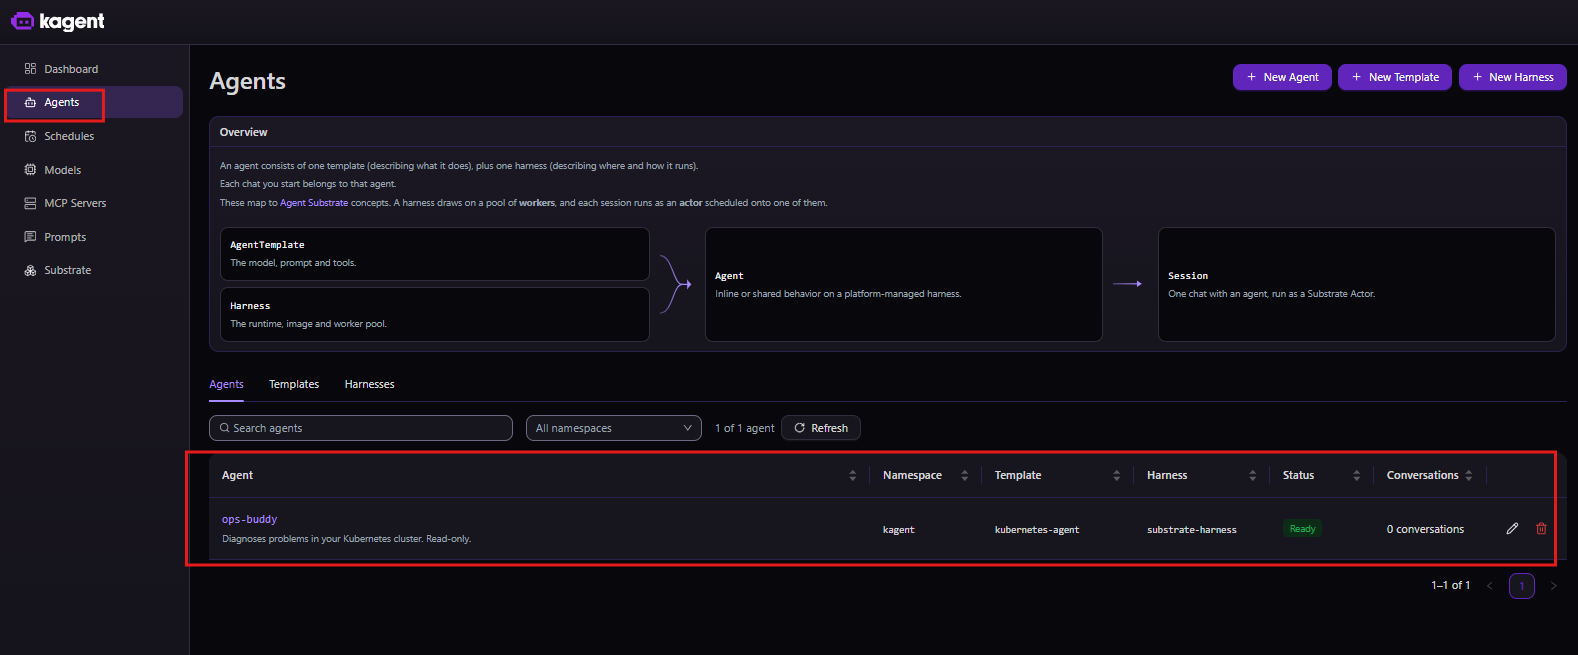 kagent
Dashboard
Agents
Schedules
Models
MCP Servers
Prompts
Substrate
Agents
+ New Agent
+ New Template
+ New Harness
Overview
An agent consists of one template (describing what it does), plus one harness (describing where and how it runs).
Each chat you start belongs to that agent.
These map to Agent Substrate concepts. A harness draws on a pool of workers, and each session runs as an actor scheduled onto one of them.
AgentTemplate
The model, prompt and tools.
Harness
The runtime, image and worker pool.
Agent
Inline or shared behavior on a platform-managed harness.
Session
One chat with an agent, run as a Substrate Actor.
Agents Templates Harnesses
Search agents All namespaces 1 of 1 agent Refresh
Agent Namespace Template Harness Status Conversations
ops-buddy
Diagnoses problems in your Kubernetes cluster. Read-only.
kagent kubernetes-agent substrate-harness Ready 0 conversations
1–1 of 1 < 1 >